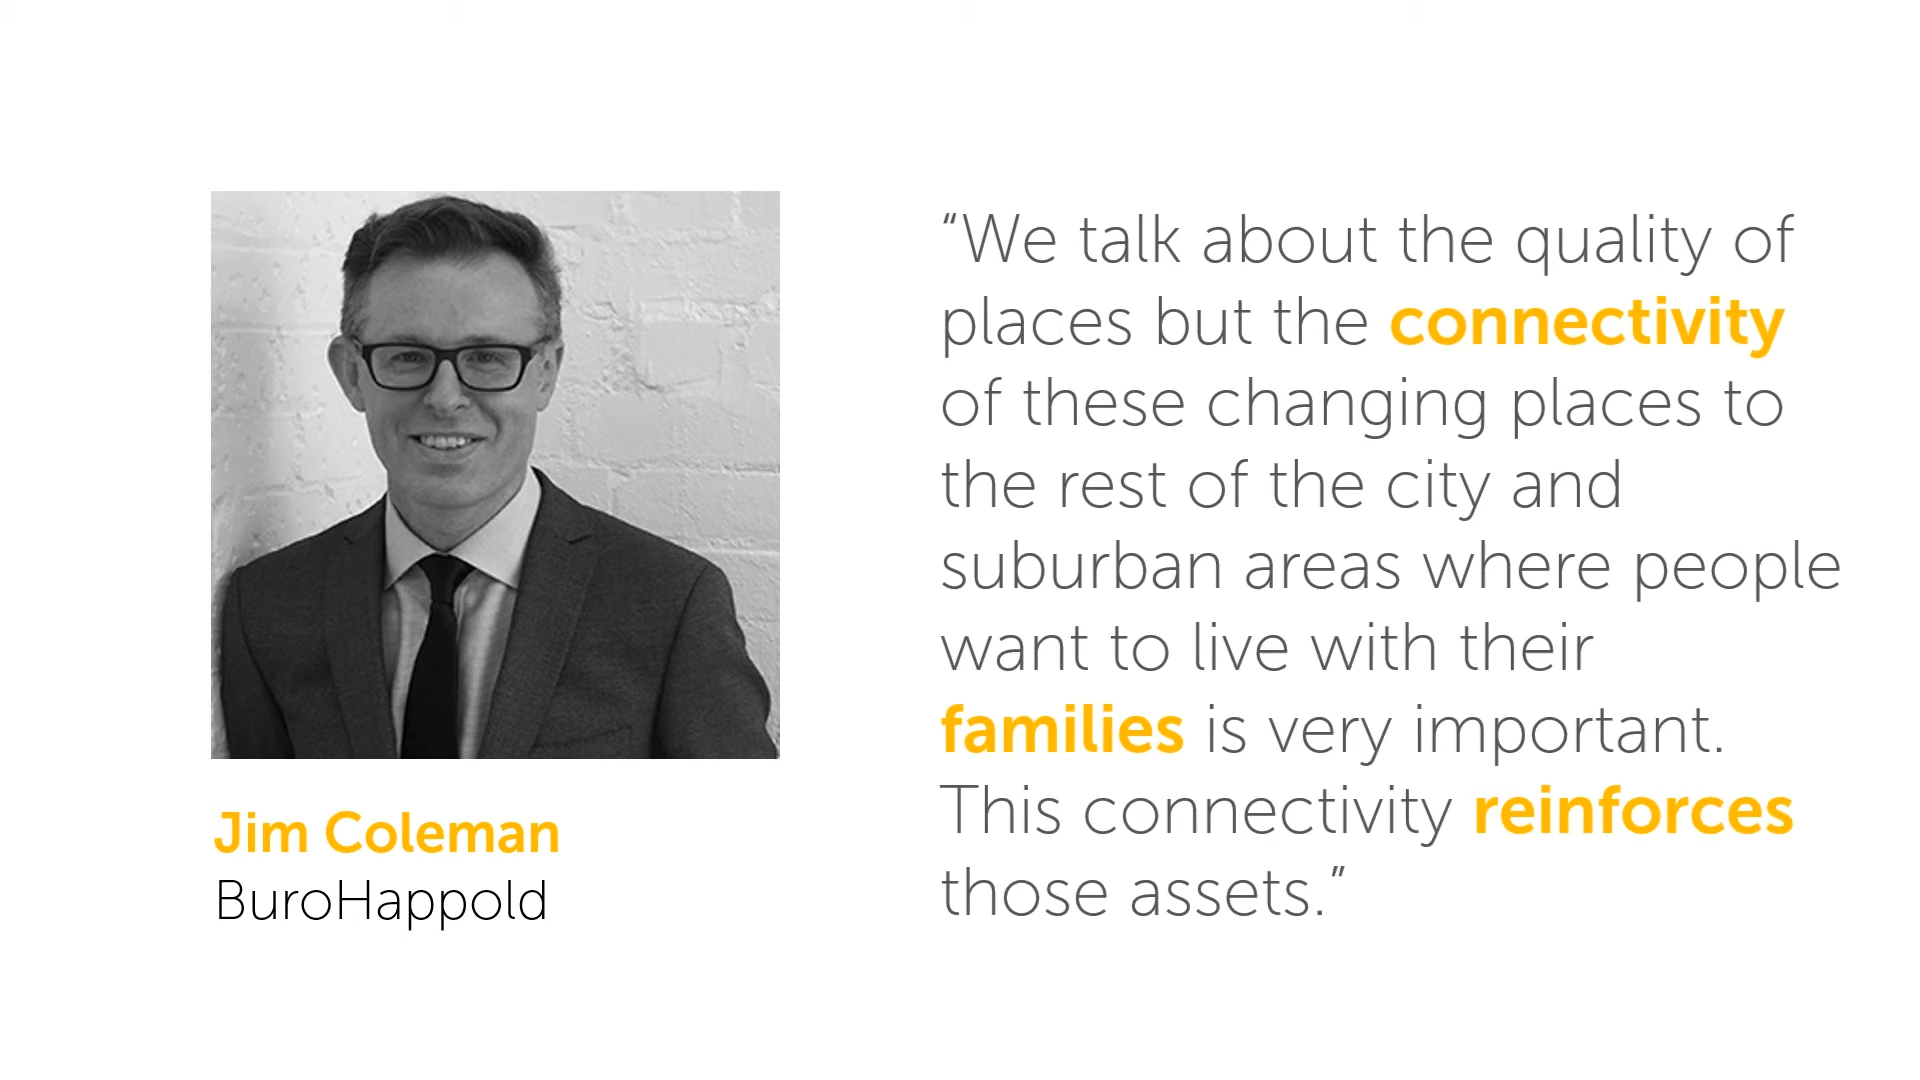 “We talk about the quality of
places but the connectivity
of these changing places to
the rest of the city and
suburban areas where people
want to live with their
families is very important.
This connectivity reinforces
those assets.”
Jim Coleman
BuroHappold